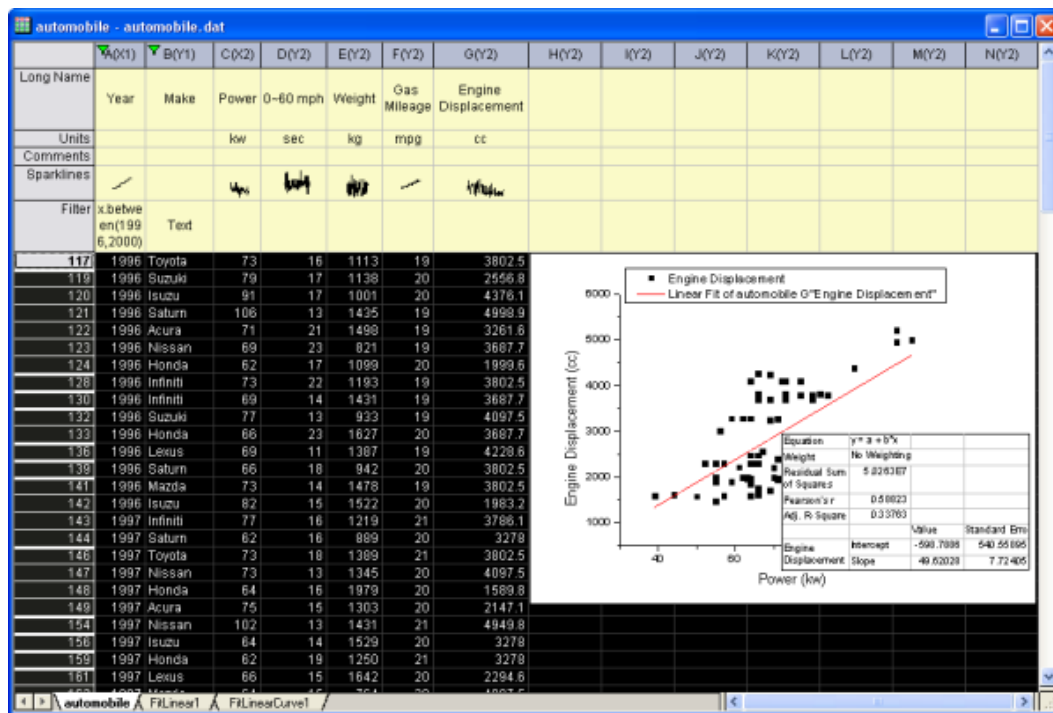 automobile - automobile.dat
A(X1) B(Y1) C(X2) D(Y2) E(Y2) F(Y2) G(Y2) H(Y2) I(Y2) J(Y2) K(Y2) L(Y2) M(Y2) N(Y2)
Long Name Year Make Power 0~60 mph Weight Gas Mileage Engine Displacement
Units kw sec kg mpg cc
Comments
Sparklines
Filter x.between(1996,2000) Text
117 1996 Toyota 73 16 1113 19 3802.5
119 1996 Suzuki 79 17 1138 20 2556.8
120 1996 Isuzu 91 17 1001 20 4376.1
121 1996 Saturn 106 13 1435 19 4998.9
122 1996 Acura 71 21 1498 19 3261.6
123 1996 Nissan 69 23 821 19 3687.7
124 1996 Honda 62 17 1099 20 1999.6
128 1996 Infiniti 73 22 1193 19 3802.5
130 1996 Infiniti 69 14 1431 19 3687.7
132 1996 Suzuki 77 13 933 19 4097.5
133 1996 Honda 66 23 1627 20 3687.7
136 1996 Lexus 69 11 1387 19 4228.6
139 1996 Saturn 66 18 942 19 3802.5
141 1996 Mazda 73 14 1478 19 3802.5
142 1996 Isuzu 82 15 1522 20 1983.2
143 1997 Infiniti 77 16 1219 21 3786.1
144 1997 Saturn 62 16 889 20 3278
146 1997 Toyota 73 18 1389 21 3802.5
147 1997 Nissan 73 13 1345 20 4097.5
148 1997 Honda 64 16 1979 20 1589.8
149 1997 Acura 75 15 1303 20 2147.1
154 1997 Nissan 102 13 1431 21 4949.8
156 1997 Isuzu 64 14 1529 20 3278
159 1997 Honda 62 19 1250 21 3278
161 1997 Lexus 66 15 1642 20 2294.6
Engine Displacement
Linear Fit of automobile G"Engine Displacement"
6000
5000
4000
3000
2000
1000
Engine Displacement (cc)
40 60
Power (kw)
Equation y = a + b*x
Weight No Weighting
Residual Sum of Squares
Pearson's r 0.58823
Adj. R-Square 0.33763
Value Standard Erro
Engine Displacement Intercept 540.55895
Slope 49.62028 7.72405
automobile FitLinear1 FitLinearCurve1